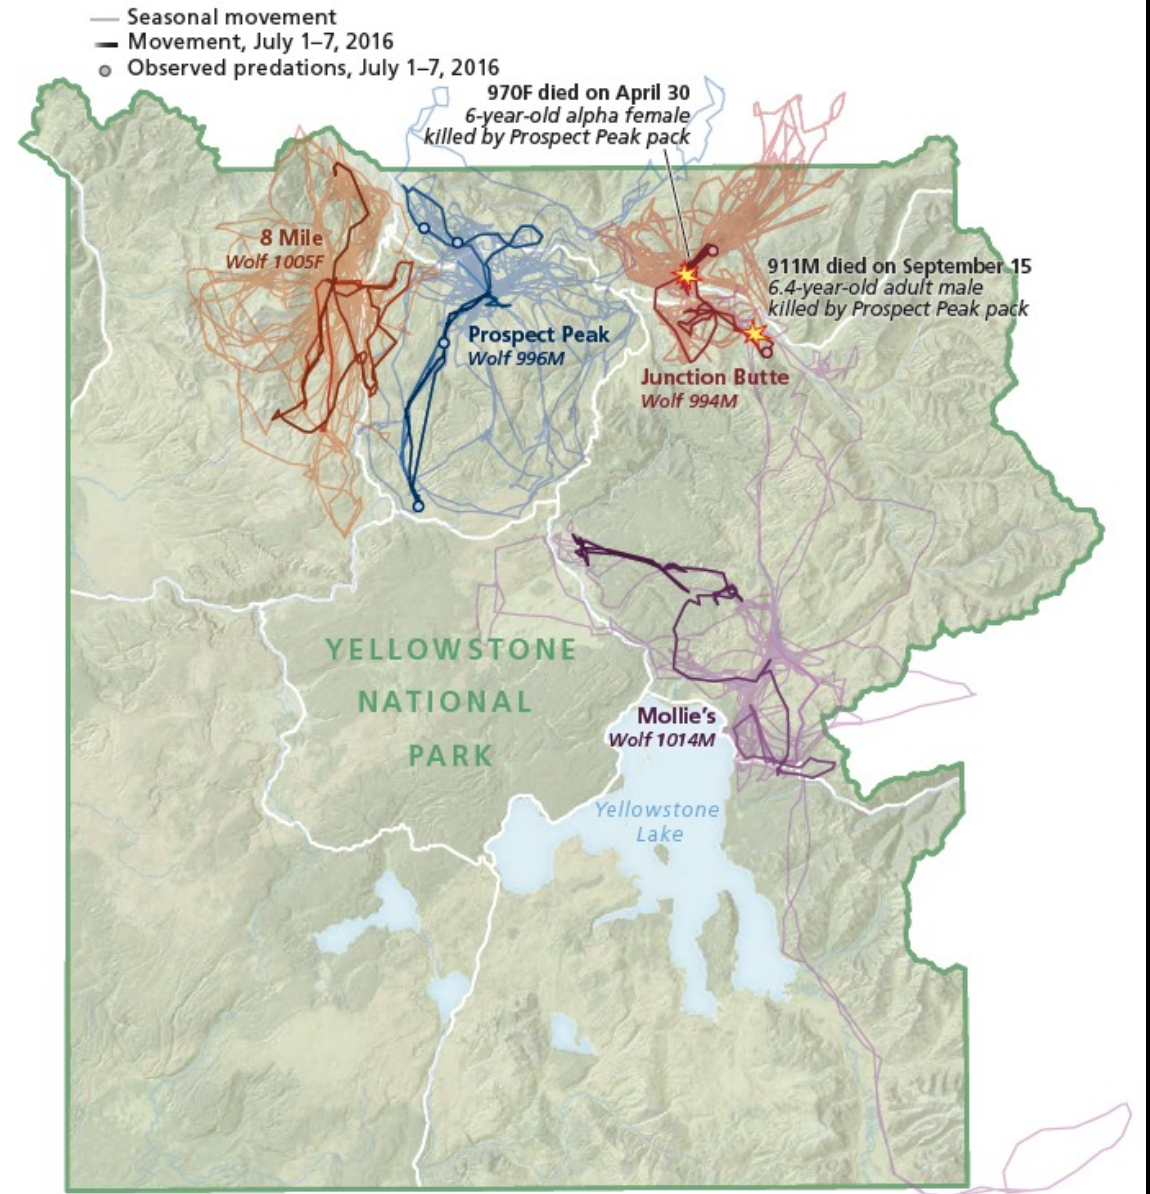 Seasonal movement
Movement, July 1–7, 2016
Observed predations, July 1–7, 2016
970F died on April 30
6-year-old alpha female
killed by Prospect Peak pack
8 Mile
Wolf 1005F
911M died on September 15
6.4-year-old adult male
killed by Prospect Peak pack
Prospect Peak
Wolf 996M
Junction Butte
Wolf 994M
YELLOWSTONE
NATIONAL
PARK
Mollie's
Wolf 1014M
Yellowstone
Lake